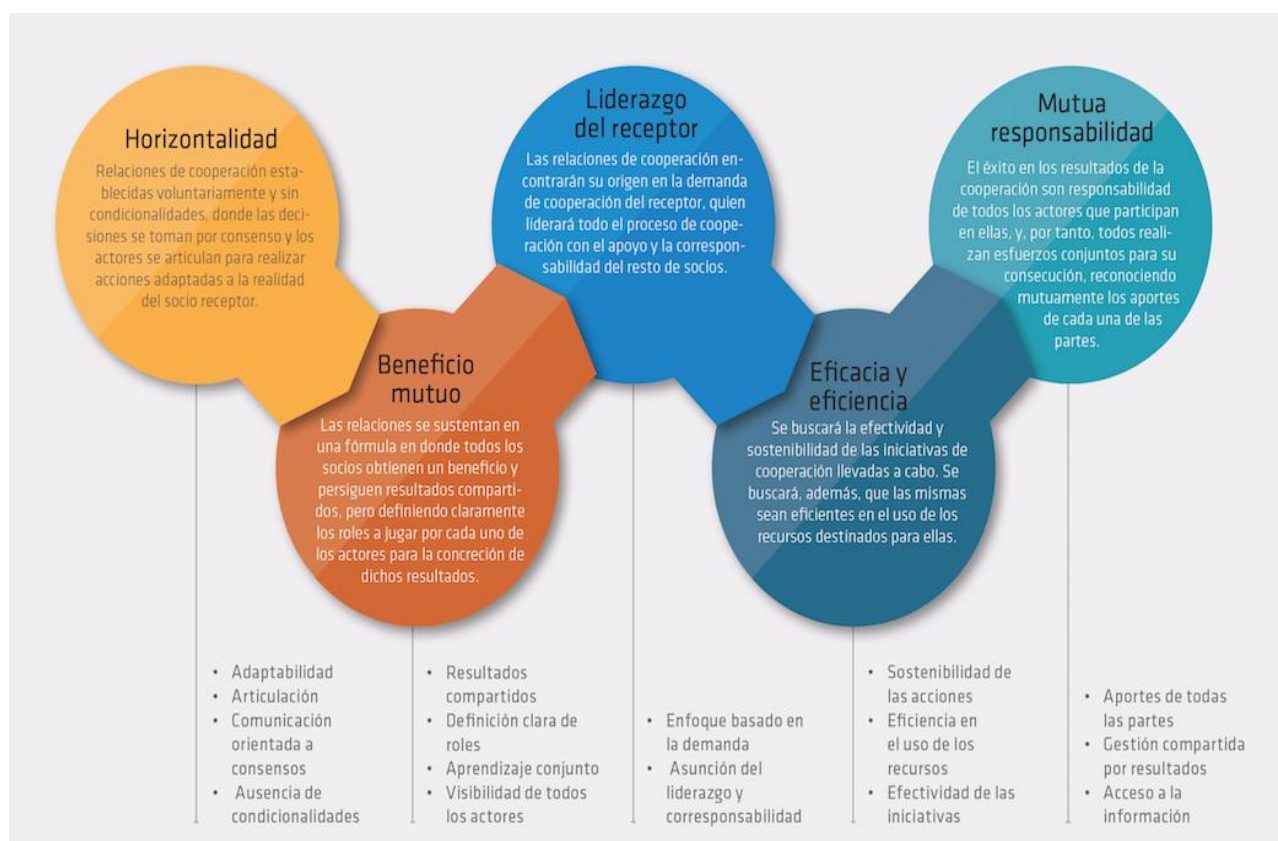 Horizontalidad
Relaciones de cooperación esta-
blecidas voluntariamente y sin
condicionalidades, donde las deci-
siones se toman por consenso y los
actores se articulan para realizar
acciones adaptadas a la realidad
del socio receptor.
Beneficio
mutuo
Las relaciones se sustentan en
una fórmula en donde todos los
socios obtienen un beneficio y
persiguen resultados comparti-
dos, pero definiendo claramente
los roles a jugar por cada uno de
los actores para la concreción de
dichos resultados.
Liderazgo
del receptor
Las relaciones de cooperación en-
contrarán su origen en la demanda
de cooperación del receptor, quien
liderará todo el proceso de coope-
ración con el apoyo y la correspon-
sabilidad del resto de socios.
Eficacia y
eficiencia
Se buscará la efectividad y
sostenibilidad de las iniciativas de
cooperación llevadas a cabo. Se
buscará, además, que las mismas
sean eficientes en el uso de los
recursos destinados para ellas.
Mutua
responsabilidad
El éxito en los resultados de la
cooperación son responsabilidad
de todos los actores que participan
en ellas, y, por tanto, todos reali-
zan esfuerzos conjuntos para su
consecución, reconociendo
mutuamente los aportes
de cada una de las
partes.
• Adaptabilidad
• Articulación
• Comunicación
orientada a
consensos
• Ausencia de
condicionalidades
• Resultados
compartidos
• Definición clara de
roles
• Aprendizaje conjunto
• Visibilidad de todos
los actores
• Enfoque basado en
la demanda
• Asunción del
liderazgo y
corresponsabilidad
• Sostenibilidad de
las acciones
• Eficiencia en
el uso de los
recursos
• Efectividad de las
iniciativas
• Aportes de todas
las partes
• Gestión compartida
por resultados
• Acceso a la
información